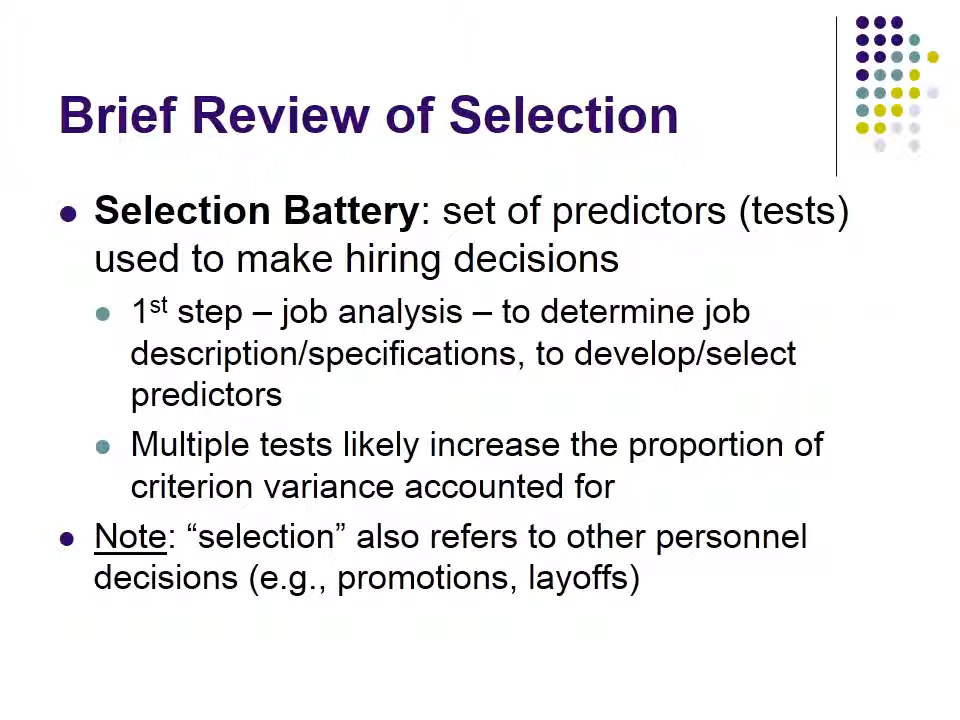 Brief Review of Selection
Selection Battery: set of predictors (tests)
used to make hiring decisions
1st step – job analysis – to determine job
description/specifications, to develop/select
predictors
Multiple tests likely increase the proportion of
criterion variance accounted for
Note: “selection” also refers to other personnel
decisions (e.g., promotions, layoffs)